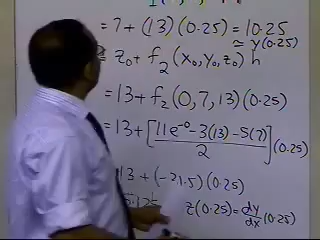 = 7 + (13)(0.25) = 10.25
≃ y(0.25)
= z₀ + f₂(x₀, y₀, z₀) h
= 13 + f₂(0, 7, 13)(0.25)
= 13 + [(11e⁻⁰ - 3(13) - 5(7)) / 2](0.25)
13 + (-21.5)(0.25)
z(0.25) = dy/dx (0.25)